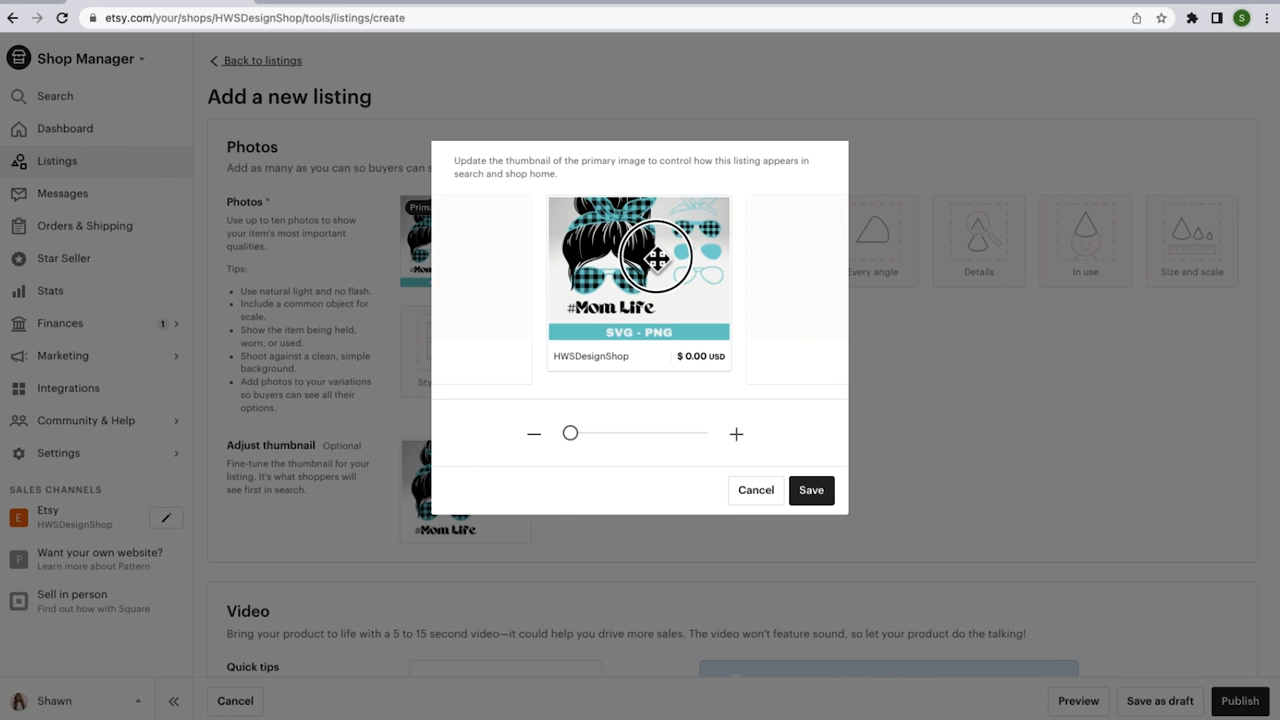 etsy.com/your/shops/HWSDesignShop/tools/listings/create
S
Shop Manager
Search
Dashboard
Listings
Messages
Orders & Shipping
Star Seller
Stats
Finances
1
Marketing
Integrations
Community & Help
Settings
SALES CHANNELS
E
Etsy
HWSDesignShop
P
Want your own website?
Learn more about Pattern
Sell in person
Find out how with Square
Shawn
Back to listings
Add a new listing
Photos
Add as many as you can so buyers can s
Photos *
Use up to ten photos to show
your item's most important
qualities.
Tips:
• Use natural light and no flash.
• Include a common object for
scale.
• Show the item being held,
worn, or used.
• Shoot against a clean, simple
background.
• Add photos to your variations
so buyers can see all their
options.
Prima
#Mo
Sty
Every angle
Details
In use
Size and scale
Adjust thumbnail Optional
Fine-tune the thumbnail for your
listing. It's what shoppers will
see first in search.
#Mom Life
Update the thumbnail of the primary image to control how this listing appears in
search and shop home.
#Mom Life
SVG - PNG
HWSDesignShop
$ 0.00 USD
Cancel
Save
Video
Bring your product to life with a 5 to 15 second video—it could help you drive more sales. The video won't feature sound, so let your product do the talking!
Quick tips
Cancel
Preview
Save as draft
Publish